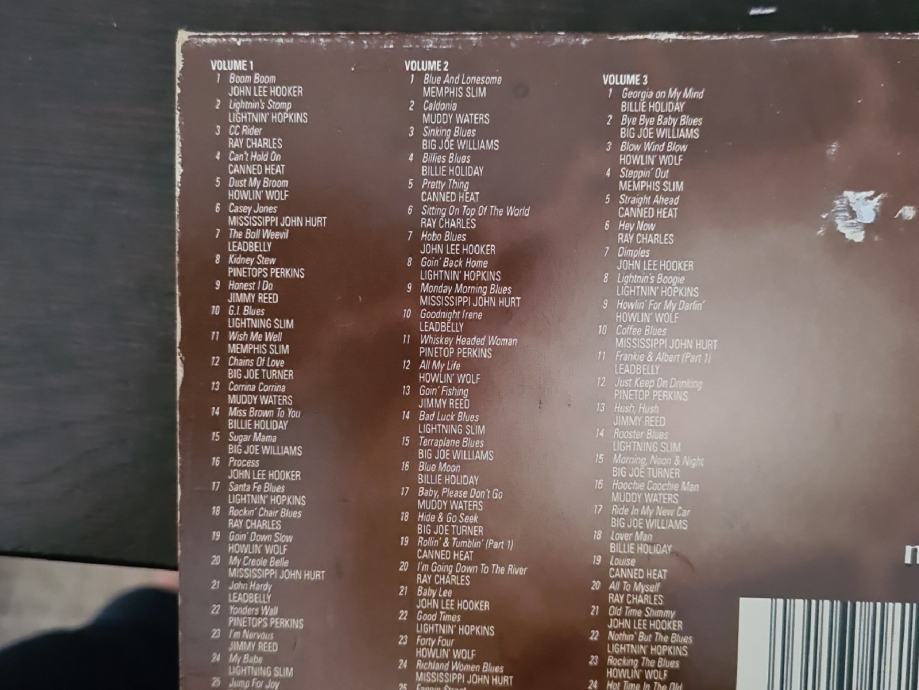 VOLUME 1
1 Boom Boom
JOHN LEE HOOKER
2 Lightnin's Stomp
LIGHTNIN' HOPKINS
3 CC Rider
RAY CHARLES
4 Can't Hold On
CANNED HEAT
5 Dust My Broom
HOWLIN' WOLF
6 Casey Jones
MISSISSIPPI JOHN HURT
7 The Boll Weevil
LEADBELLY
8 Kidney Stew
PINETOPS PERKINS
9 Honest I Do
JIMMY REED
10 G.I. Blues
LIGHTNING SLIM
11 Wish Me Well
MEMPHIS SLIM
12 Chains Of Love
BIG JOE TURNER
13 Corrina Corrina
MUDDY WATERS
14 Miss Brown To You
BILLIE HOLIDAY
15 Sugar Mama
BIG JOE WILLIAMS
16 Process
JOHN LEE HOOKER
17 Santa Fe Blues
LIGHTNIN' HOPKINS
18 Rockin' Chair Blues
RAY CHARLES
19 Goin' Down Slow
HOWLIN' WOLF
20 My Creole Belle
MISSISSIPPI JOHN HURT
21 John Hardy
LEADBELLY
22 Yonders Wall
PINETOPS PERKINS
23 I'm Nervous
JIMMY REED
24 My Babe
LIGHTNING SLIM
25 Jump For Joy
VOLUME 2
1 Blue And Lonesome
MEMPHIS SLIM
2 Caldonia
MUDDY WATERS
3 Sinking Blues
BIG JOE WILLIAMS
4 Billies Blues
BILLIE HOLIDAY
5 Pretty Thing
CANNED HEAT
6 Sitting On Top Of The World
RAY CHARLES
7 Hobo Blues
JOHN LEE HOOKER
8 Goin' Back Home
LIGHTNIN' HOPKINS
9 Monday Morning Blues
MISSISSIPPI JOHN HURT
10 Goodnight Irene
LEADBELLY
11 Whiskey Headed Woman
PINETOP PERKINS
12 All My Life
HOWLIN' WOLF
13 Goin' Fishing
JIMMY REED
14 Bad Luck Blues
LIGHTNING SLIM
15 Terraplane Blues
BIG JOE WILLIAMS
16 Blue Moon
BILLIE HOLIDAY
17 Baby, Please Don't Go
MUDDY WATERS
18 Hide & Go Seek
BIG JOE TURNER
19 Rollin' & Tumblin' (Part 1)
CANNED HEAT
20 I'm Going Down To The River
RAY CHARLES
21 Baby Lee
JOHN LEE HOOKER
22 Good Times
LIGHTNIN' HOPKINS
23 Forty Four
HOWLIN' WOLF
24 Richland Women Blues
MISSISSIPPI JOHN HURT
25
VOLUME 3
1 Georgia on My Mind
BILLIE HOLIDAY
2 Bye Bye Baby Blues
BIG JOE WILLIAMS
3 Blow Wind Blow
HOWLIN' WOLF
4 Steppin' Out
MEMPHIS SLIM
5 Straight Ahead
CANNED HEAT
6 Hey Now
RAY CHARLES
7 Dimples
JOHN LEE HOOKER
8 Lightnin's Boogie
LIGHTNIN' HOPKINS
9 Howlin' For My Darlin'
HOWLIN' WOLF
10 Coffee Blues
MISSISSIPPI JOHN HURT
11 Frankie & Albert (Part 1)
LEADBELLY
12 Just Keep On Drinking
PINETOP PERKINS
13 Hush, Hush
JIMMY REED
14 Rooster Blues
LIGHTNING SLIM
15 Morning, Noon & Night
BIG JOE TURNER
16 Hoochie Coochie Man
MUDDY WATERS
17 Ride In My New Car
BIG JOE WILLIAMS
18 Lover Man
BILLIE HOLIDAY
19 Louise
CANNED HEAT
20 All To Myself
RAY CHARLES
21 Old Time Shimmy
JOHN LEE HOOKER
22 Nothin' But The Blues
LIGHTNIN' HOPKINS
23 Rocking The Blues
HOWLIN' WOLF
24 Hot Time In The Old